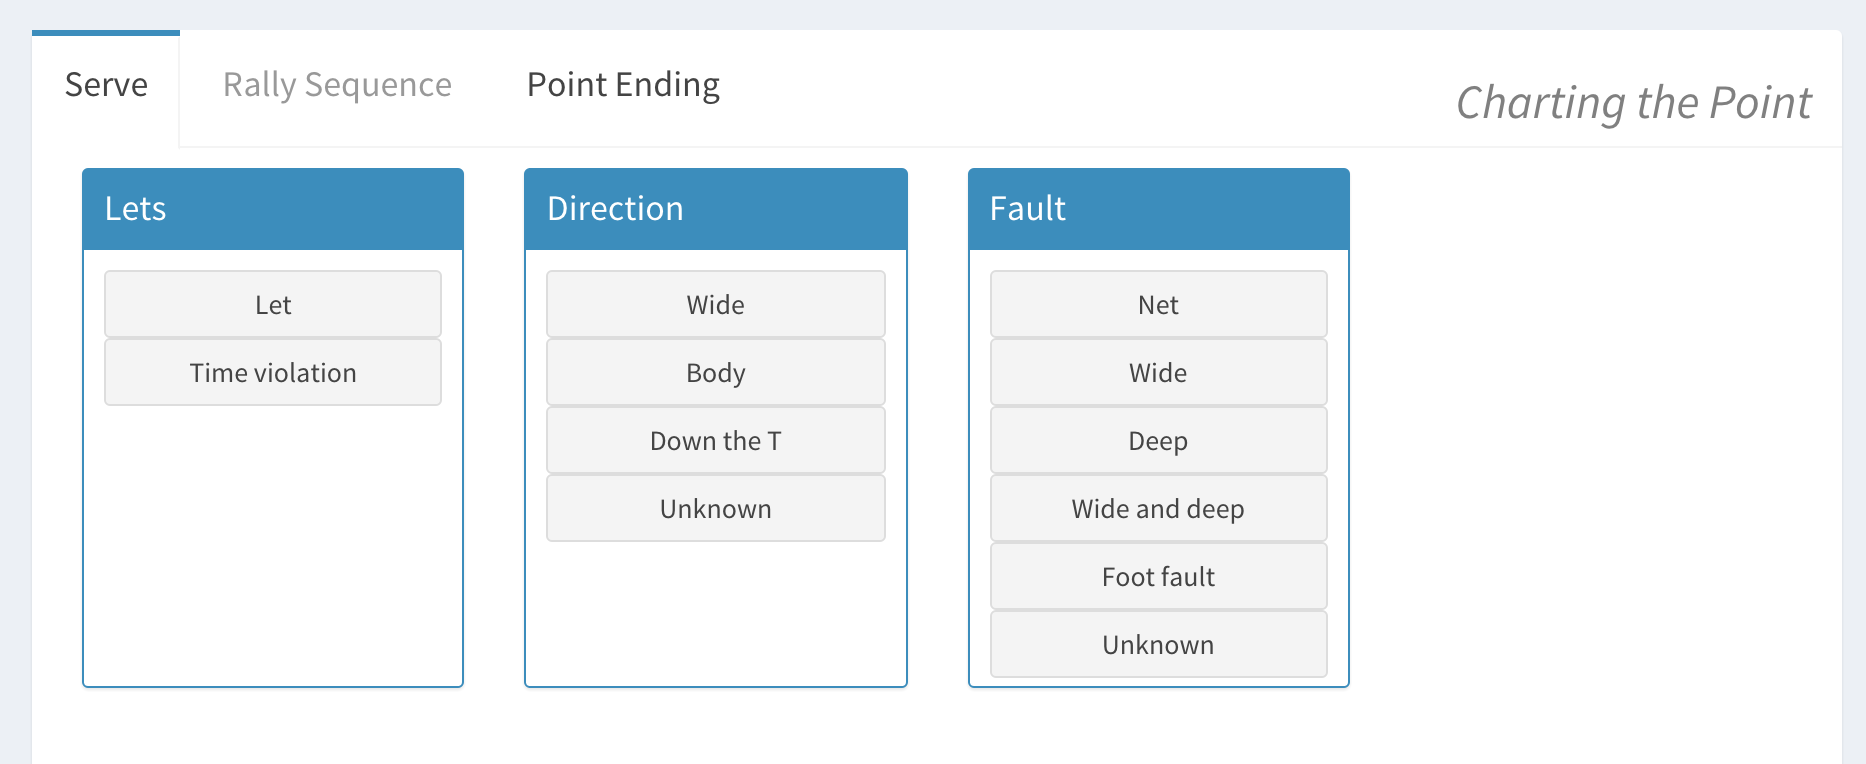 Serve
Rally Sequence
Point Ending
Charting the Point
Lets
Let
Time violation
Direction
Wide
Body
Down the T
Unknown
Fault
Net
Wide
Deep
Wide and deep
Foot fault
Unknown